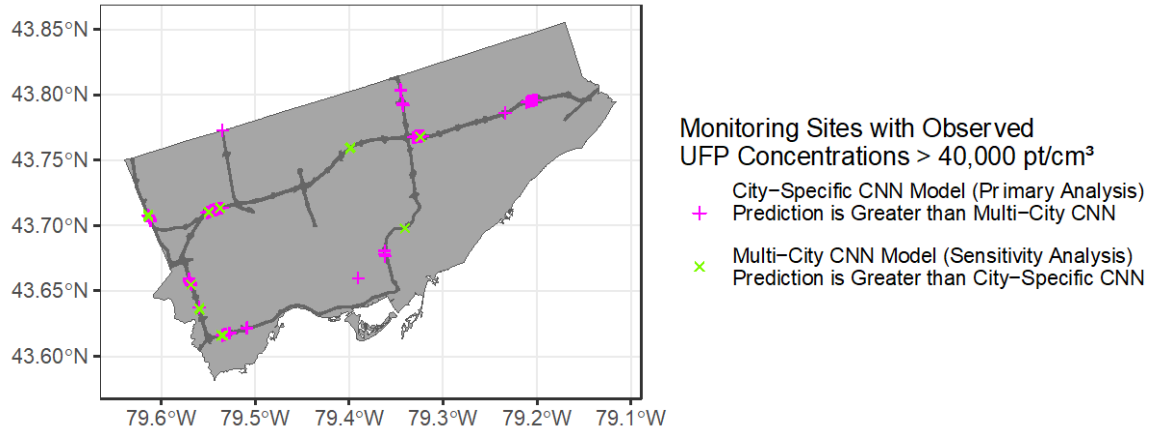 43.85°N
43.80°N
43.75°N
43.70°N
43.65°N
43.60°N
79.6°W 79.5°W 79.4°W 79.3°W 79.2°W 79.1°W
Monitoring Sites with Observed
UFP Concentrations > 40,000 pt/cm³
City−Specific CNN Model (Primary Analysis)
Prediction is Greater than Multi−City CNN
Multi−City CNN Model (Sensitivity Analysis)
Prediction is Greater than City−Specific CNN